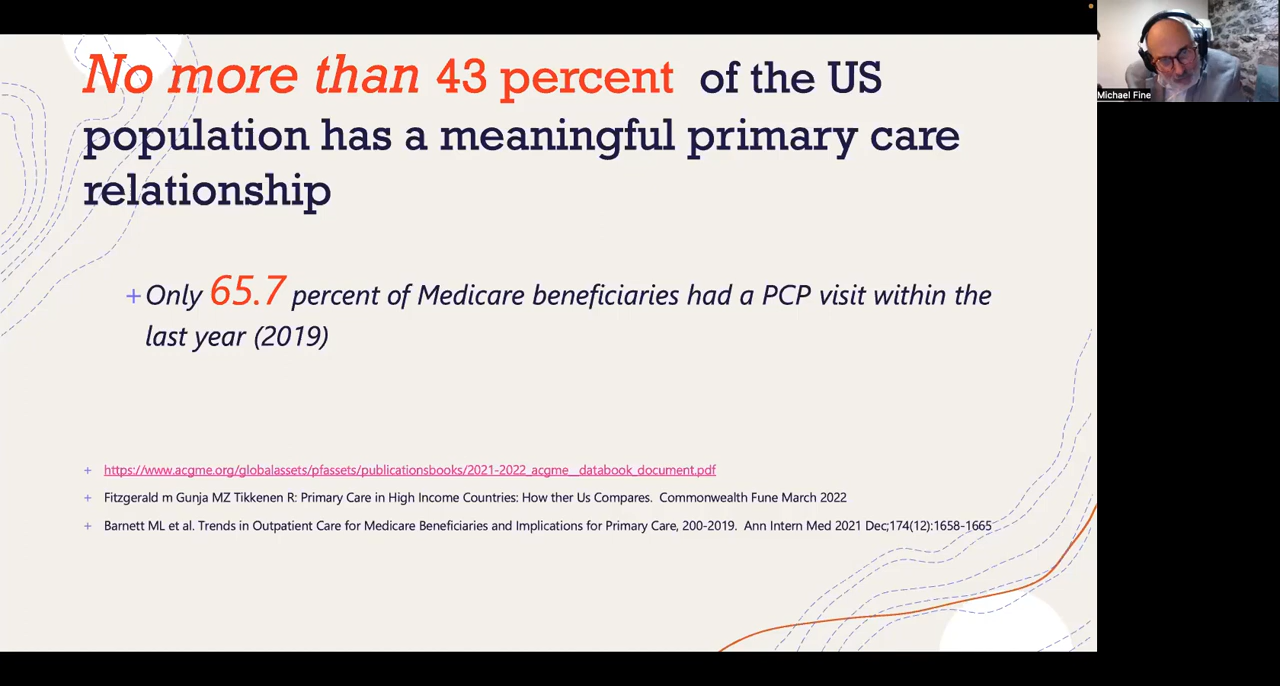 No more than 43 percent of the US
population has a meaningful primary care
relationship
+ Only 65.7 percent of Medicare beneficiaries had a PCP visit within the
last year (2019)
+ https://www.acgme.org/globalassets/pfassets/publicationsbooks/2021-2022_acgme__databook_document.pdf
+ Fitzgerald m Gunja MZ Tikkenen R: Primary Care in High Income Countries: How ther Us Compares. Commonwealth Fune March 2022
+ Barnett ML et al. Trends in Outpatient Care for Medicare Beneficiaries and Implications for Primary Care, 200-2019. Ann Intern Med 2021 Dec;174(12):1658-1665
Michael Fine